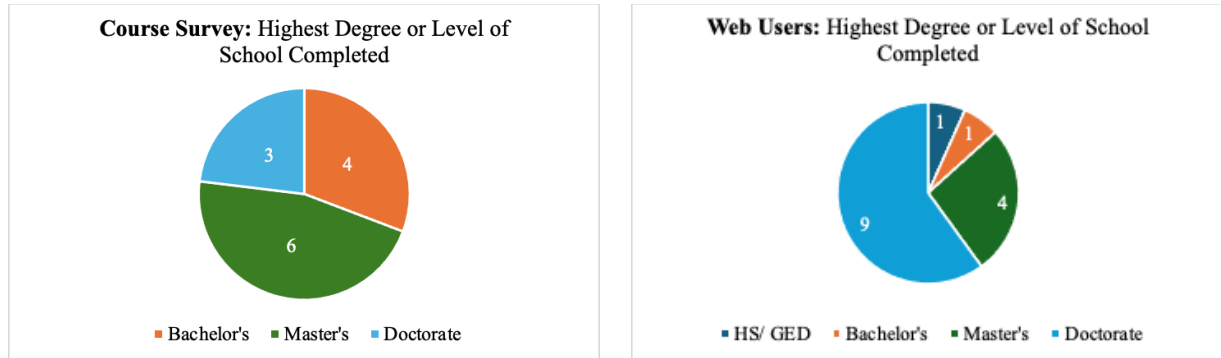 Course Survey: Highest Degree or Level of
School Completed
3
4
6
Bachelor's Master's Doctorate
Web Users: Highest Degree or Level of School
Completed
1
1
4
9
HS/ GED Bachelor's Master's Doctorate